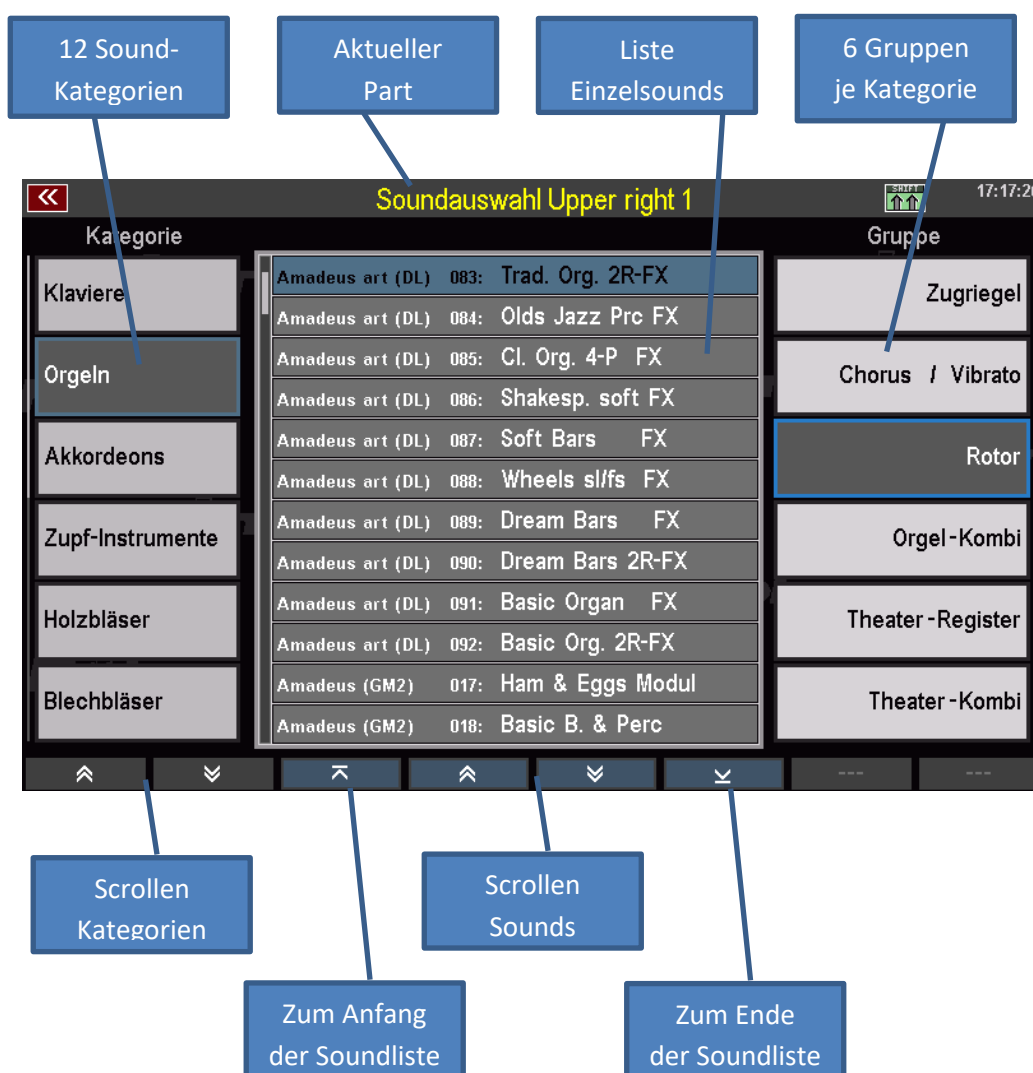 12 Sound-
Kategorien
Aktueller
Part
Liste
Einzelsounds
6 Gruppen
je Kategorie
Soundauswahl Upper right 1
SHIFT
17:17:20
Kategorie
Gruppe
Klaviere
Orgeln
Akkordeons
Zupf-Instrumente
Holzbläser
Blechbläser
Amadeus art (DL) 083: Trad. Org. 2R-FX
Amadeus art (DL) 084: Olds Jazz Prc FX
Amadeus art (DL) 085: Cl. Org. 4-P FX
Amadeus art (DL) 086: Shakesp. soft FX
Amadeus art (DL) 087: Soft Bars FX
Amadeus art (DL) 088: Wheels sl/fs FX
Amadeus art (DL) 089: Dream Bars FX
Amadeus art (DL) 090: Dream Bars 2R-FX
Amadeus art (DL) 091: Basic Organ FX
Amadeus art (DL) 092: Basic Org. 2R-FX
Amadeus (GM2) 017: Ham & Eggs Modul
Amadeus (GM2) 018: Basic B. & Perc
Zugriegel
Chorus / Vibrato
Rotor
Orgel-Kombi
Theater-Register
Theater-Kombi
---
---
Scrollen
Kategorien
Scrollen
Sounds
Zum Anfang
der Soundliste
Zum Ende
der Soundliste